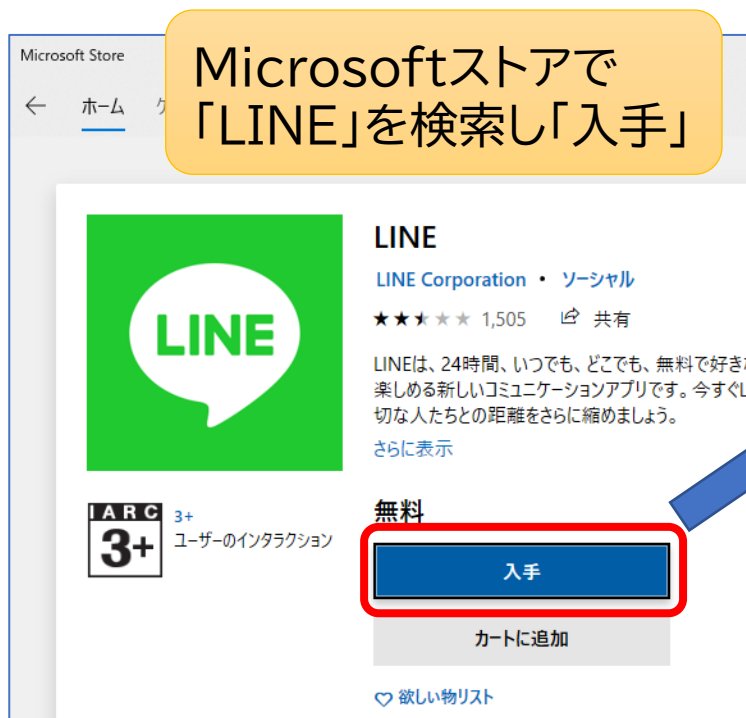 Microsoft Store
Microsoftストアで
「LINE」を検索し「入手」
ホーム
LINE
LINE
LINE Corporation • ソーシャル
1,505 共有
LINEは、24時間、いつでも、どこでも、無料で好き
楽しめる新しいコミュニケーションアプリです。今すぐL
切な人たちとの距離をさらに縮めましょう。
さらに表示
IARC
3+
3+
ユーザーのインタラクション
無料
入手
カートに追加
欲しい物リスト